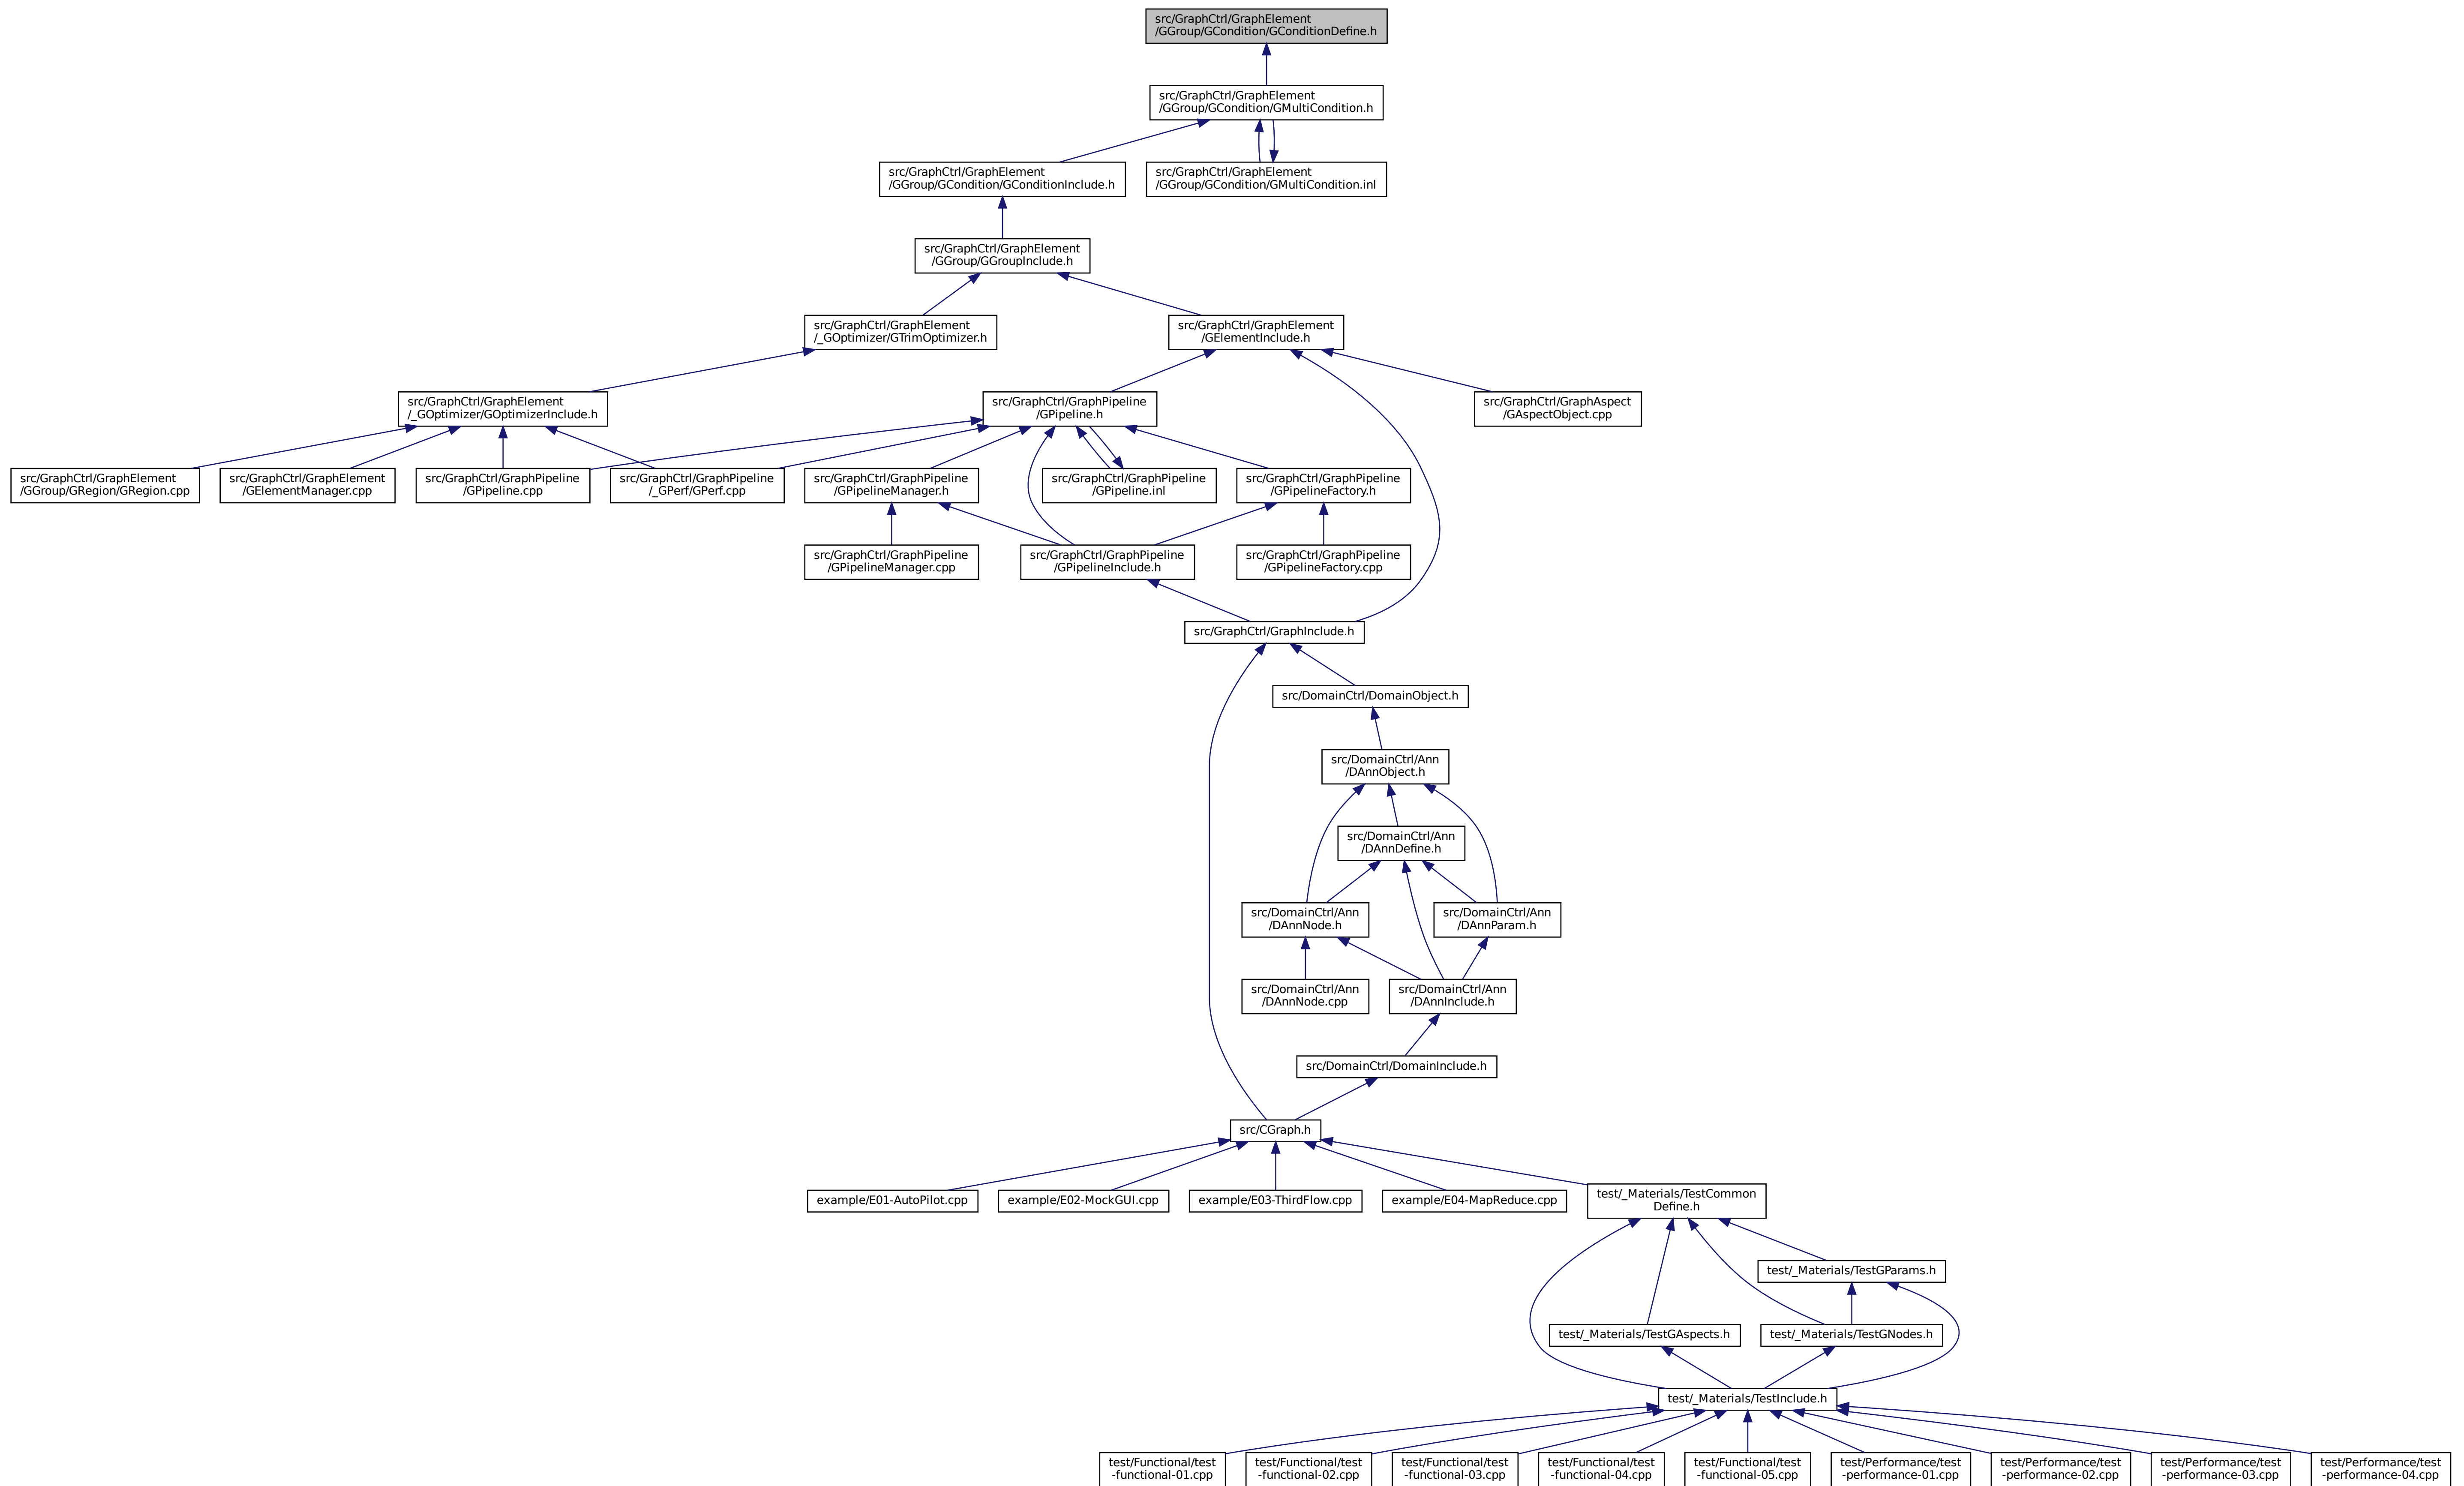 src/GraphCtrl/GraphElement
/GGroup/GCondition/GConditionDefine.h
src/GraphCtrl/GraphElement
/GGroup/GCondition/GMultiCondition.h
src/GraphCtrl/GraphElement
/GGroup/GCondition/GConditionInclude.h
src/GraphCtrl/GraphElement
/GGroup/GCondition/GMultiCondition.inl
src/GraphCtrl/GraphElement
/GGroup/GGroupInclude.h
src/GraphCtrl/GraphElement
/_GOptimizer/GTrimOptimizer.h
src/GraphCtrl/GraphElement
/GElementInclude.h
src/GraphCtrl/GraphElement
/_GOptimizer/GOptimizerInclude.h
src/GraphCtrl/GraphPipeline
/GPipeline.h
src/GraphCtrl/GraphAspect
/GAspectObject.cpp
src/GraphCtrl/GraphElement
/GGroup/GRegion/GRegion.cpp
src/GraphCtrl/GraphElement
/GElementManager.cpp
src/GraphCtrl/GraphPipeline
/GPipeline.cpp
src/GraphCtrl/GraphPipeline
/_GPerf/GPerf.cpp
src/GraphCtrl/GraphPipeline
/GPipelineManager.h
src/GraphCtrl/GraphPipeline
/GPipeline.inl
src/GraphCtrl/GraphPipeline
/GPipelineFactory.h
src/GraphCtrl/GraphPipeline
/GPipelineManager.cpp
src/GraphCtrl/GraphPipeline
/GPipelineInclude.h
src/GraphCtrl/GraphPipeline
/GPipelineFactory.cpp
src/GraphCtrl/GraphInclude.h
src/DomainCtrl/DomainObject.h
src/DomainCtrl/Ann
/DAnnObject.h
src/DomainCtrl/Ann
/DAnnDefine.h
src/DomainCtrl/Ann
/DAnnNode.h
src/DomainCtrl/Ann
/DAnnParam.h
src/DomainCtrl/Ann
/DAnnNode.cpp
src/DomainCtrl/Ann
/DAnnInclude.h
src/DomainCtrl/DomainInclude.h
src/CGraph.h
example/E01-AutoPilot.cpp
example/E02-MockGUI.cpp
example/E03-ThirdFlow.cpp
example/E04-MapReduce.cpp
test/_Materials/TestCommon
Define.h
test/_Materials/TestGParams.h
test/_Materials/TestGAspects.h
test/_Materials/TestGNodes.h
test/_Materials/TestInclude.h
test/Functional/test
-functional-01.cpp
test/Functional/test
-functional-02.cpp
test/Functional/test
-functional-03.cpp
test/Functional/test
-functional-04.cpp
test/Functional/test
-functional-05.cpp
test/Performance/test
-performance-01.cpp
test/Performance/test
-performance-02.cpp
test/Performance/test
-performance-03.cpp
test/Performance/test
-performance-04.cpp